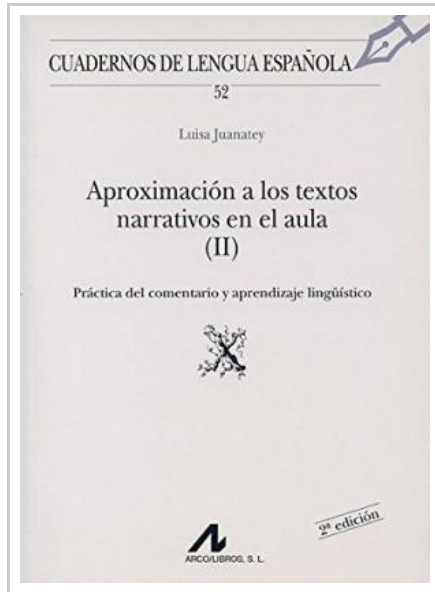 CUADERNOS DE LENGUA ESPAÑOLA
52
Luisa Juanatey
Aproximación a los textos
narrativos en el aula
(II)
Práctica del comentario y aprendizaje lingüístico
2ª edición
ARCO/LIBROS, S. L.